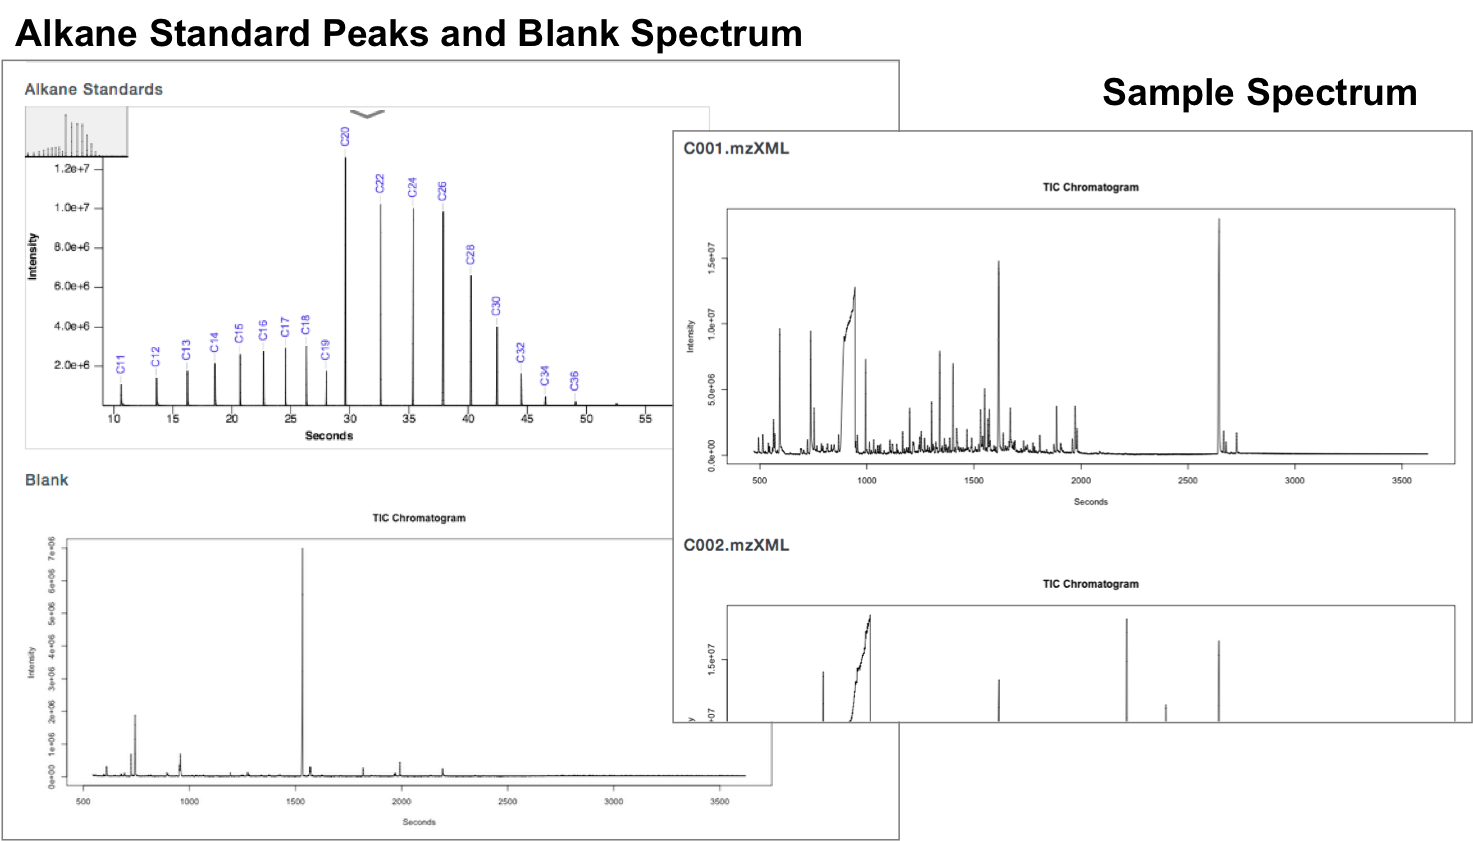 Alkane Standard Peaks and Blank Spectrum
Alkane Standards
C11
C12
C13
C14
C15
C16
C17
C18
C19
C20
C22
C24
C26
C28
C30
C32
C34
C36
1.2e+7
1.0e+7
8.0e+6
6.0e+6
4.0e+6
2.0e+6
Intensity
10 15 20 25 30 35 40 45 50 55
Seconds
Blank
TIC Chromatogram
7e+06
6e+06
5e+06
4e+06
3e+06
2e+06
1e+06
0e+00
Intensity
500 1000 1500 2000 2500 3000 3500
Seconds
Sample Spectrum
C001.mzXML
TIC Chromatogram
1.5e+07
1.0e+07
5.0e+06
0.0e+00
Intensity
500 1000 1500 2000 2500 3000 3500
Seconds
C002.mzXML
TIC Chromatogram
1.5e+07
+07
y